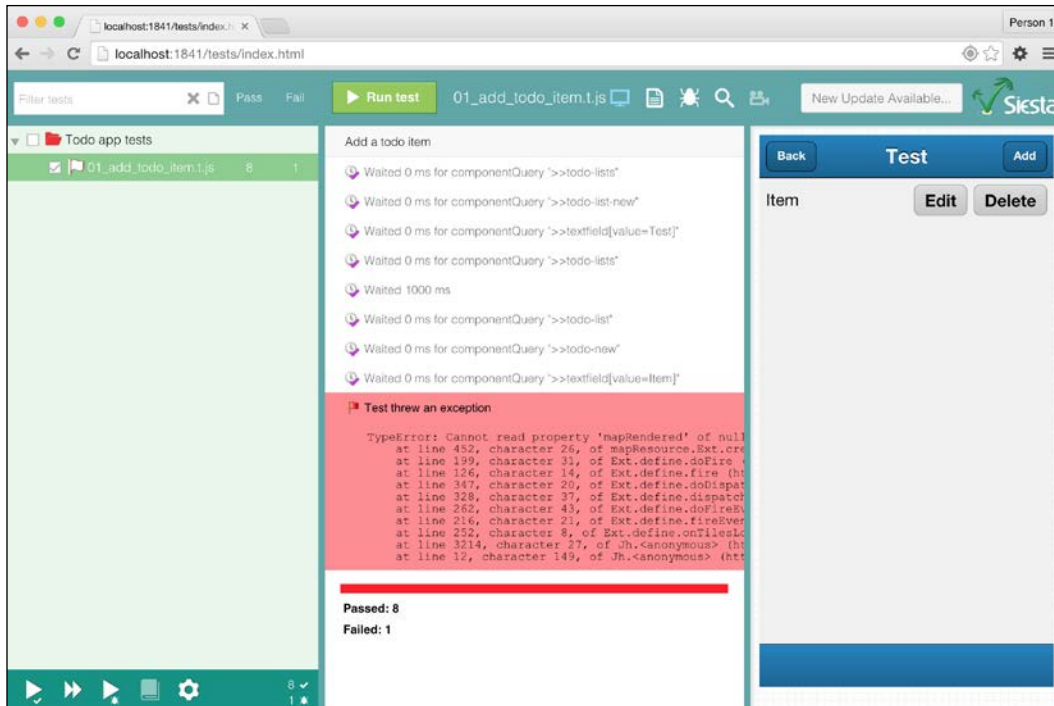 localhost:1841/tests/index.h
Person 1
localhost:1841/tests/index.html
Filter tests
Pass
Fail
Run test
01_add_todo_item.t.js
New Update Available...
Siesta
Todo app tests
01_add_todo_item.t.js 8 1
Add a todo item
Waited 0 ms for componentQuery ">>todo-lists"
Waited 0 ms for componentQuery ">>todo-list-new"
Waited 0 ms for componentQuery ">>textfield[value=Test]"
Waited 0 ms for componentQuery ">>todo-lists"
Waited 1000 ms
Waited 0 ms for componentQuery ">>todo-list"
Waited 0 ms for componentQuery ">>todo-new"
Waited 0 ms for componentQuery ">>textfield[value=Item]"
Test threw an exception
TypeError: Cannot read property 'mapRendered' of null
at line 452, character 26, of mapResource.Ext.cre
at line 199, character 31, of Ext.define.doFire
at line 126, character 14, of Ext.define.fire (ht
at line 347, character 20, of Ext.define.doDispat
at line 328, character 37, of Ext.define.dispatch
at line 262, character 43, of Ext.define.doFireEv
at line 216, character 21, of Ext.define.fireEven
at line 252, character 8, of Ext.define.onTilesLo
at line 3214, character 27, of Jh.<anonymous> (ht
at line 12, character 149, of Jh.<anonymous> (htt
Passed: 8
Failed: 1
Back
Test
Add
Item
Edit
Delete
8
1